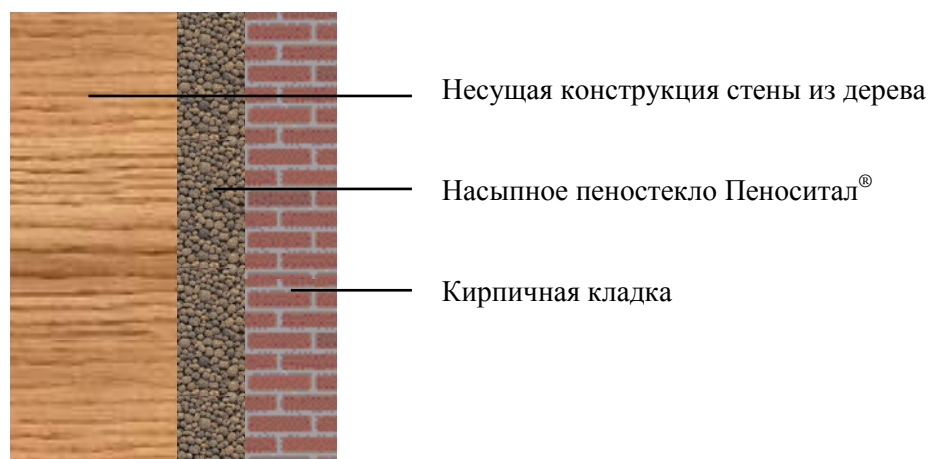 Несущая конструкция стены из дерева
Насыпное пеностекло Пеноситал®
Кирпичная кладка